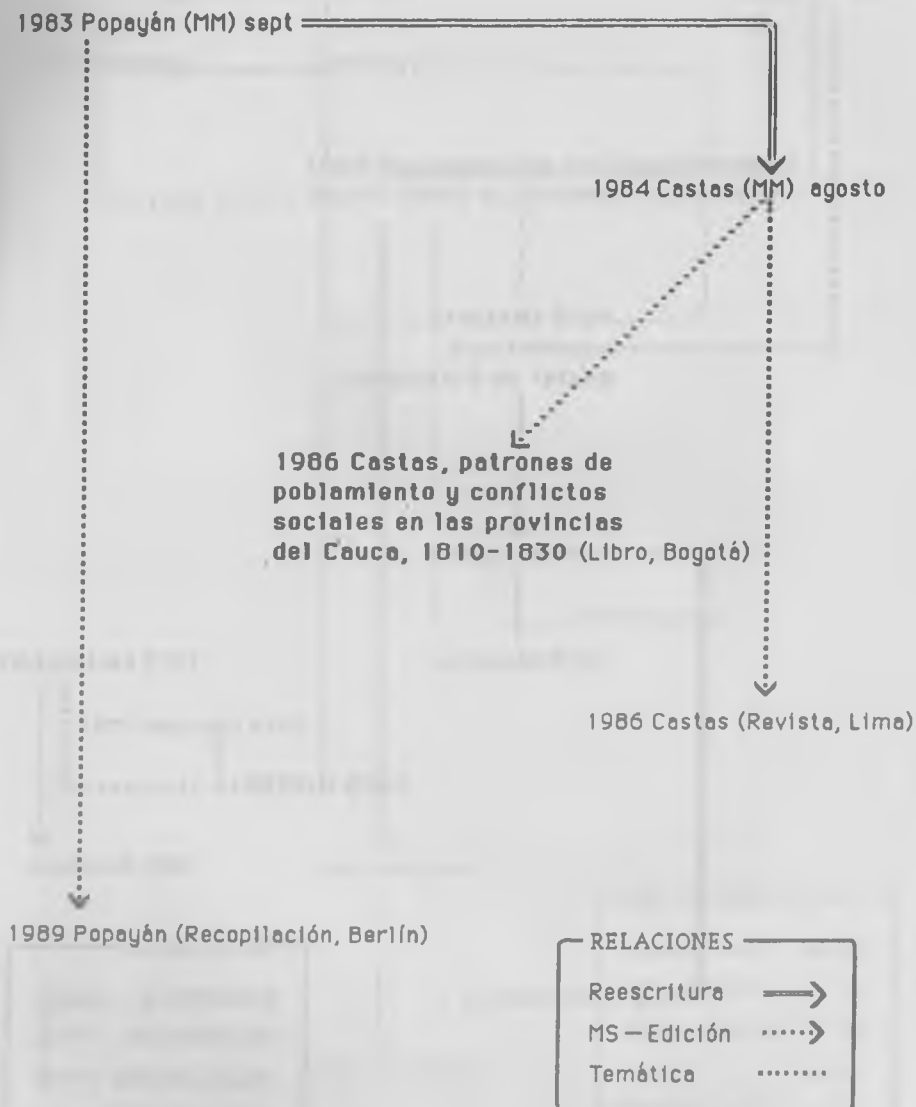 1983 Popayán (MM) sept
1984 Castas (MM) agosto
1986 Castas, patrones de
poblamiento y conflictos
sociales en las provincias
del Cauca, 1810-1830 (Libro, Bogotá)
1986 Castas (Revista, Lima)
1989 Popayán (Recopilación, Berlín)
RELACIONES
Reescritura
MS — Edición
Temática